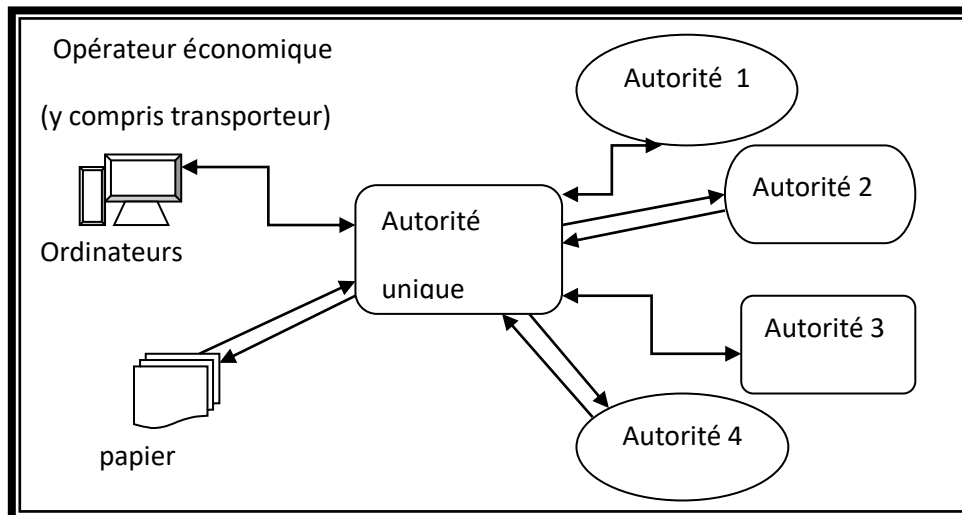 Opérateur économique
(y compris transporteur)
Ordinateurs
papier
Autorité
unique
Autorité 1
Autorité 2
Autorité 3
Autorité 4